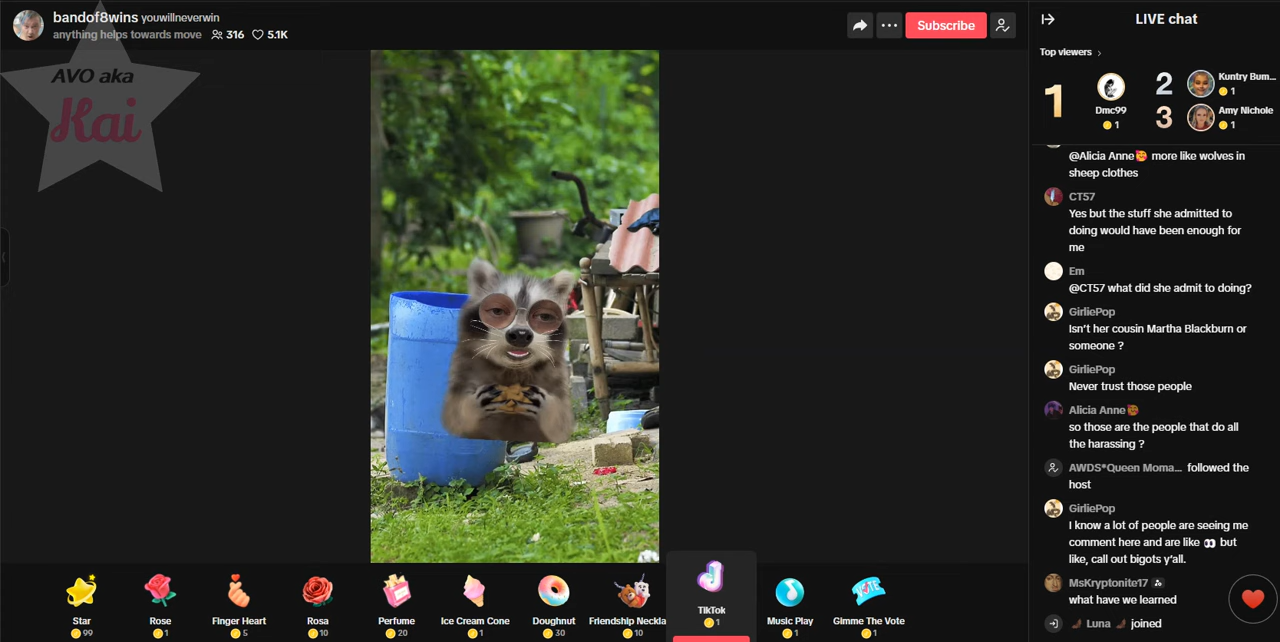 bandof8wins youwillneverwin
anything helps towards move 316 5.1K
Subscribe
AVO aka
Kai
LIVE chat
Top viewers
1
Dmc99
1
2
Kuntry Bum...
1
3
Amy Nichole
1
@Alicia Anne🥰 more like wolves in
sheep clothes
CT57
Yes but the stuff she admitted to
doing would have been enough for
me
Em
@CT57 what did she admit to doing?
GirliePop
Isn't her cousin Martha Blackburn or
someone ?
GirliePop
Never trust those people
Alicia Anne🥰
so those are the people that do all
the harassing ?
AWDS*Queen Moma... followed the
host
GirliePop
I know a lot of people are seeing me
comment here and are like 👀 but
like, call out bigots y'all.
MsKryptonite17
what have we learned
Luna joined
Star
99
Rose
1
Finger Heart
5
Rosa
10
Perfume
20
Ice Cream Cone
1
Doughnut
30
Friendship Neckla
10
TikTok
1
Music Play
1
VOTE
Gimme The Vote
1